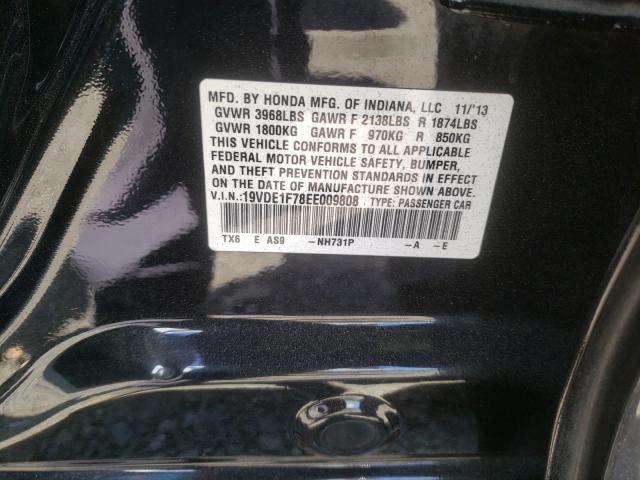 MFD. BY HONDA MFG. OF INDIANA, LLC 11/'13
GVWR 3968LBS GAWR F 2138LBS R 1874LBS
GVWR 1800KG GAWR F 970KG R 850KG
THIS VEHICLE CONFORMS TO ALL APPLICABLE
FEDERAL MOTOR VEHICLE SAFETY, BUMPER,
AND THEFT PREVENTION STANDARDS IN EFFECT
ON THE DATE OF MANUFACTURE SHOWN ABOVE.
V.I.N.:19VDE1F78EE009808 TYPE: PASSENGER CAR
TX6 E AS9 -NH731P -A -E